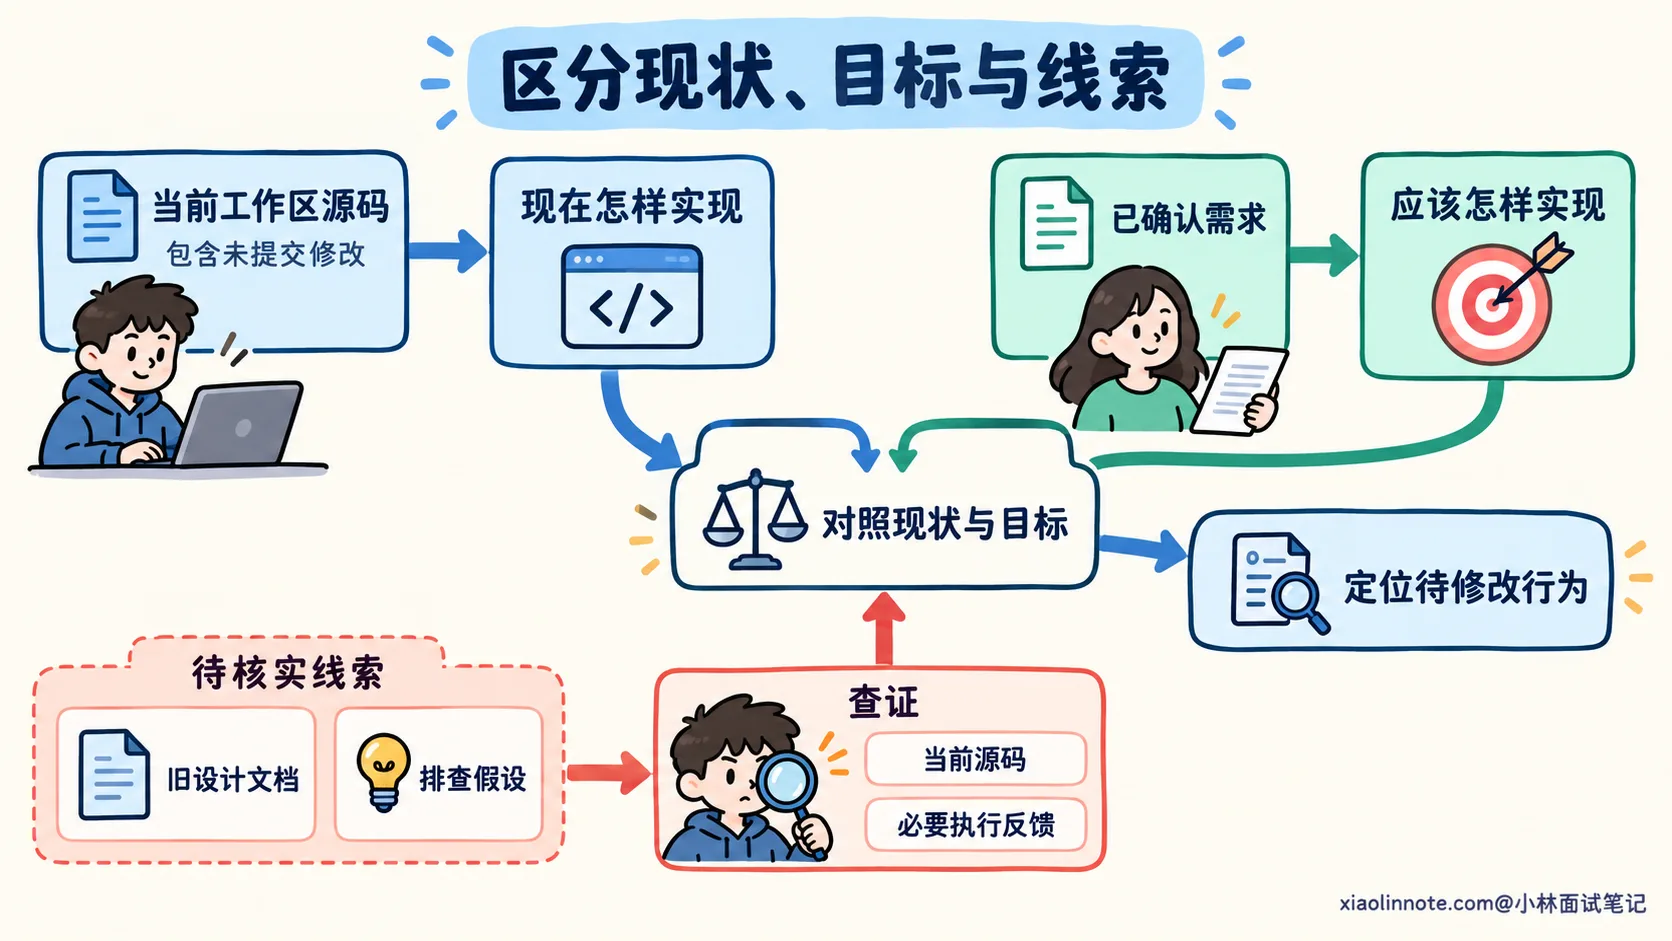 区分现状、目标与线索
当前工作区源码
包含未提交修改
现在怎样实现
</>
已确认需求
应该怎样实现
对照现状与目标
定位待修改行为
待核实线索
旧设计文档
排查假设
查证
当前源码
必要执行反馈
xiaolinnote.com@小林面试笔记